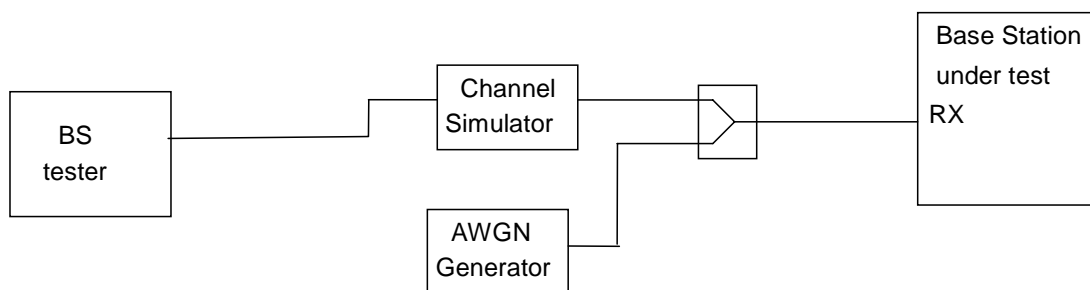 BS
tester
Channel
Simulator
AWGN
Generator
Base Station
under test
RX